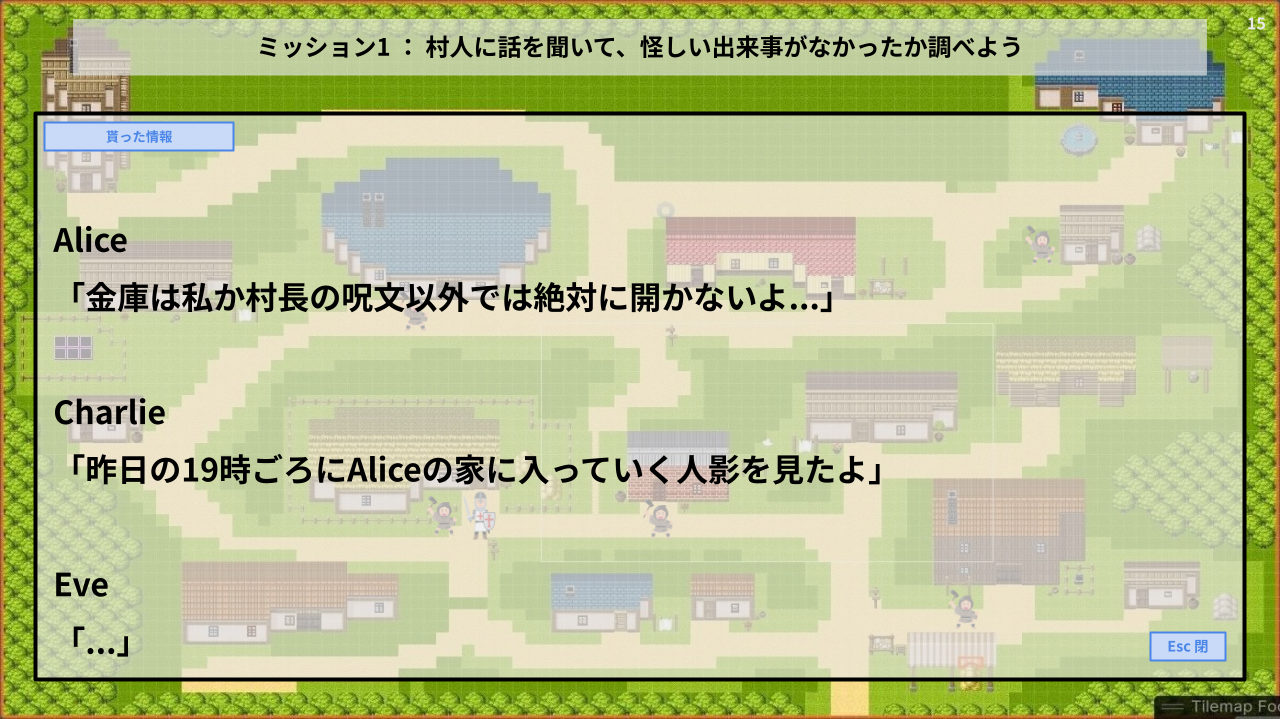 15
ミッション1 ： 村人に話を聞いて、怪しい出来事がなかったか調べよう
貰った情報
Alice
「金庫は私か村長の呪文以外では絶対に開かないよ...」
Charlie
「昨日の19時ごろにAliceの家に入っていく人影を見たよ」
Eve
「...」
Esc 閉
Tilemap Fo